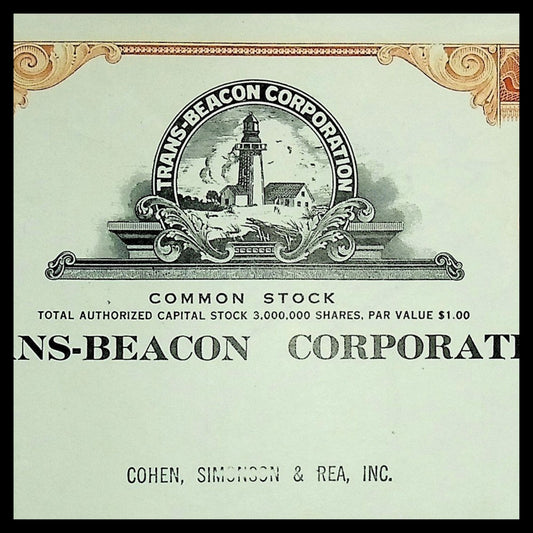 TRANS-BEACON CORPORATION
COMMON STOCK
TOTAL AUTHORIZED CAPITAL STOCK 3,000,000 SHARES, PAR VALUE $1.00
ANS-BEACON CORPORATI
COHEN, SIMONSON & REA, INC.